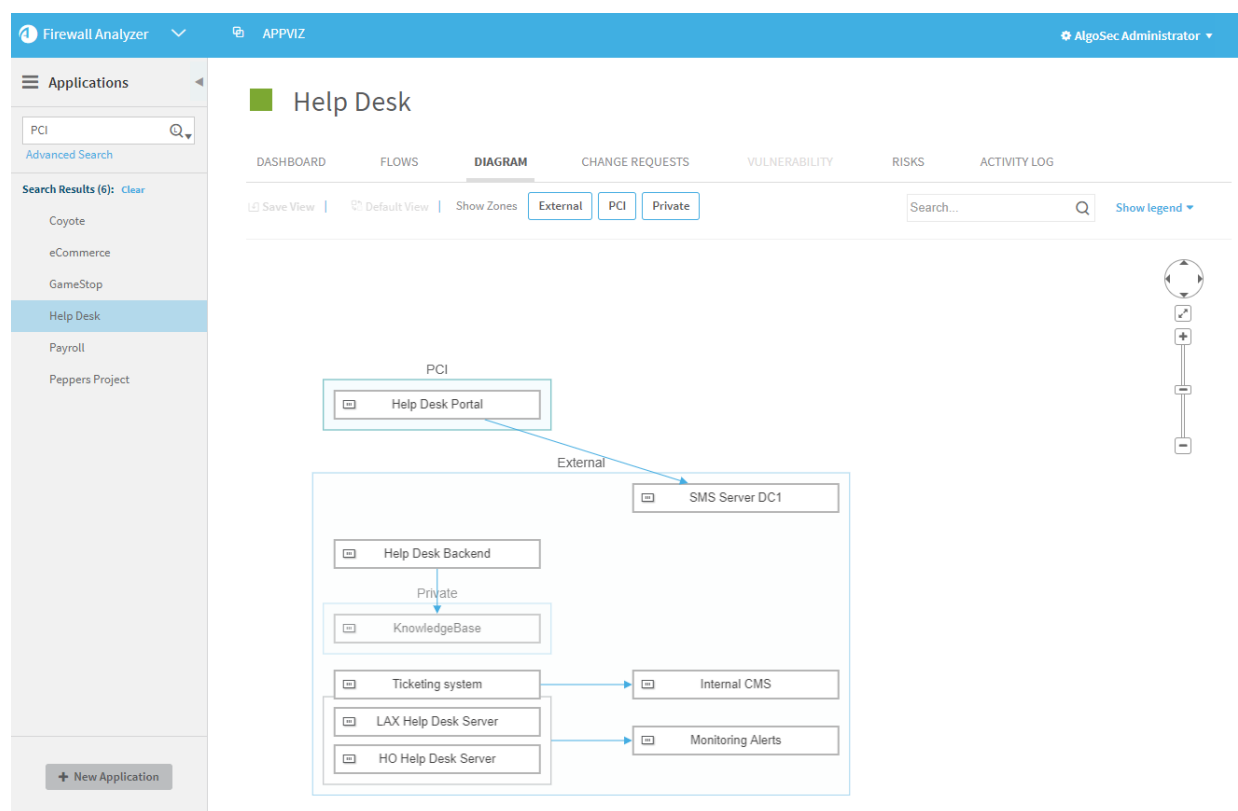 Firewall Analyzer
APPVIZ
AlgoSec Administrator
Applications
PCI
Advanced Search
Search Results (6): Clear
Coyote
eCommerce
GameStop
Help Desk
Payroll
Peppers Project
New Application
Help Desk
DASHBOARD FLOWS DIAGRAM CHANGE REQUESTS VULNERABILITY RISKS ACTIVITY LOG
Save View | Default View | Show Zones External PCI Private Search... Show legend
PCI
Help Desk Portal
External
SMS Server DC1
Help Desk Backend
Private
KnowledgeBase
Ticketing system
Internal CMS
LAX Help Desk Server
Monitoring Alerts
HO Help Desk Server